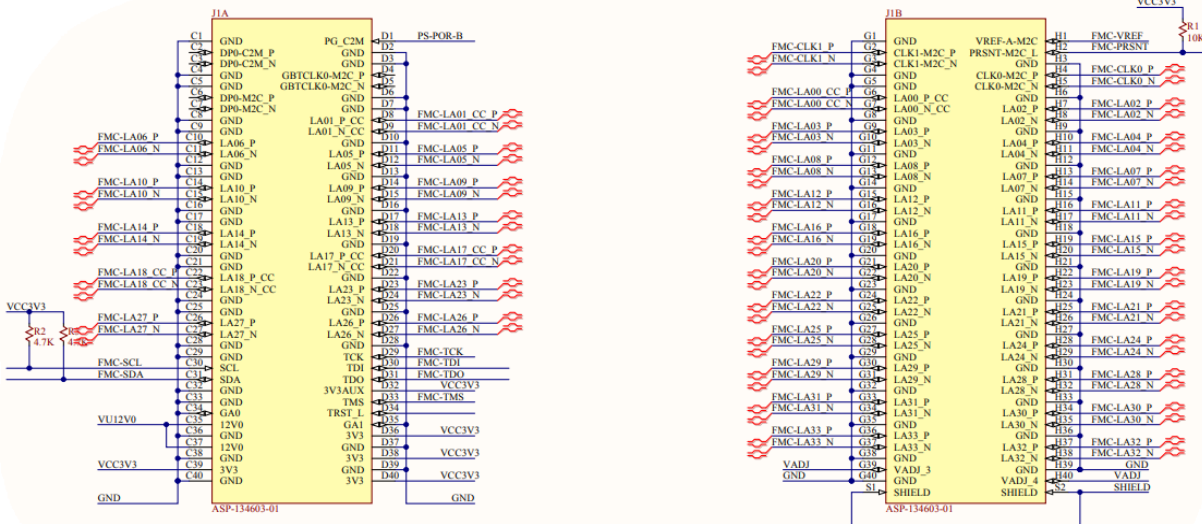 J1A
C1 GND PG_C2M D1 PS-POR-B
C2 DP0-C2M_P GND D2
C3 DP0-C2M_N GND D3
C4 GND GBTCLK0-M2C_P D4
C5 GND GBTCLK0-M2C_N D5
C6 DP0-M2C_P GND D6
C7 DP0-M2C_N GND D7
C8 GND LA01_P_CC D8 FMC-LA01_CC_P
C9 GND LA01_N_CC D9 FMC-LA01_CC_N
FMC-LA06_P C10 LA06_P GND D10
FMC-LA06_N C11 LA06_N LA05_P D11 FMC-LA05_P
C12 GND LA05_N D12 FMC-LA05_N
C13 GND GND D13
FMC-LA10_P C14 LA10_P LA09_P D14 FMC-LA09_P
FMC-LA10_N C15 LA10_N LA09_N D15 FMC-LA09_N
C16 GND GND D16
C17 GND LA13_P D17 FMC-LA13_P
FMC-LA14_P C18 LA14_P LA13_N D18 FMC-LA13_N
FMC-LA14_N C19 LA14_N GND D19
C20 GND LA17_P_CC D20 FMC-LA17_CC_P
C21 GND LA17_N_CC D21 FMC-LA17_CC_N
FMC-LA18_CC_P C22 LA18_P_CC GND D22
FMC-LA18_CC_N C23 LA18_N_CC LA23_P D23 FMC-LA23_P
C24 GND LA23_N D24 FMC-LA23_N
VCC3V3 C25 GND GND D25
FMC-LA27_P C26 LA27_P LA26_P D26 FMC-LA26_P
R2 FMC-LA27_N C27 LA27_N LA26_N D27 FMC-LA26_N
4.7K C28 GND GND D28
C29 GND TCK D29 FMC-TCK
FMC-SCL C30 SCL TDI D30 FMC-TDI
FMC-SDA C31 SDA TDO D31 FMC-TDO
C32 GND 3V3AUX D32 VCC3V3
C33 GND TMS D33 FMC-TMS
C34 GA0 TRST_L D34
VU12V0 C35 12V0 GA1 D35
C36 GND 3V3 D36 VCC3V3
C37 12V0 GND D37
C38 GND 3V3 D38 VCC3V3
VCC3V3 C39 3V3 GND D39
C40 GND 3V3 D40 VCC3V3
GND GND
ASP-134603-01
VCC3V3
R1
10K
J1B
G1 GND VREF-A-M2C H1 FMC-VREF
FMC-CLK1_P G2 CLK1-M2C_P PRSNT-M2C_L H2 FMC-PRSNT
FMC-CLK1_N G3 CLK1-M2C_N GND H3
G4 GND CLK0-M2C_P H4 FMC-CLK0_P
G5 GND CLK0-M2C_N H5 FMC-CLK0_N
FMC-LA00_CC_P G6 LA00_P_CC GND H6
FMC-LA00_CC_N G7 LA00_N_CC LA02_P H7 FMC-LA02_P
G8 GND LA02_N H8 FMC-LA02_N
FMC-LA03_P G9 LA03_P GND H9
FMC-LA03_N G10 LA03_N LA04_P H10 FMC-LA04_P
G11 GND LA04_N H11 FMC-LA04_N
FMC-LA08_P G12 LA08_P GND H12
FMC-LA08_N G13 LA08_N LA07_P H13 FMC-LA07_P
G14 GND LA07_N H14 FMC-LA07_N
FMC-LA12_P G15 LA12_P GND H15
FMC-LA12_N G16 LA12_N LA11_P H16 FMC-LA11_P
G17 GND LA11_N H17 FMC-LA11_N
FMC-LA16_P G18 LA16_P GND H18
FMC-LA16_N G19 LA16_N LA15_P H19 FMC-LA15_P
G20 GND LA15_N H20 FMC-LA15_N
FMC-LA20_P G21 LA20_P GND H21
FMC-LA20_N G22 LA20_N LA19_P H22 FMC-LA19_P
G23 GND LA19_N H23 FMC-LA19_N
FMC-LA22_P G24 LA22_P GND H24
FMC-LA22_N G25 LA22_N LA21_P H25 FMC-LA21_P
G26 GND LA21_N H26 FMC-LA21_N
FMC-LA25_P G27 LA25_P GND H27
FMC-LA25_N G28 LA25_N LA24_P H28 FMC-LA24_P
G29 GND LA24_N H29 FMC-LA24_N
FMC-LA29_P G30 LA29_P GND H30
FMC-LA29_N G31 LA29_N LA28_P H31 FMC-LA28_P
G32 GND LA28_N H32 FMC-LA28_N
FMC-LA31_P G33 LA31_P GND H33
FMC-LA31_N G34 LA31_N LA30_P H34 FMC-LA30_P
G35 GND LA30_N H35 FMC-LA30_N
FMC-LA33_P G36 LA33_P GND H36
FMC-LA33_N G37 LA33_N LA32_P H37 FMC-LA32_P
G38 GND LA32_N H38 FMC-LA32_N
VADJ G39 VADJ_3 GND H39 GND
GND G40 GND VADJ_4 H40 VADJ
S1 SHIELD SHIELD S2 SHIELD
ASP-134603-01